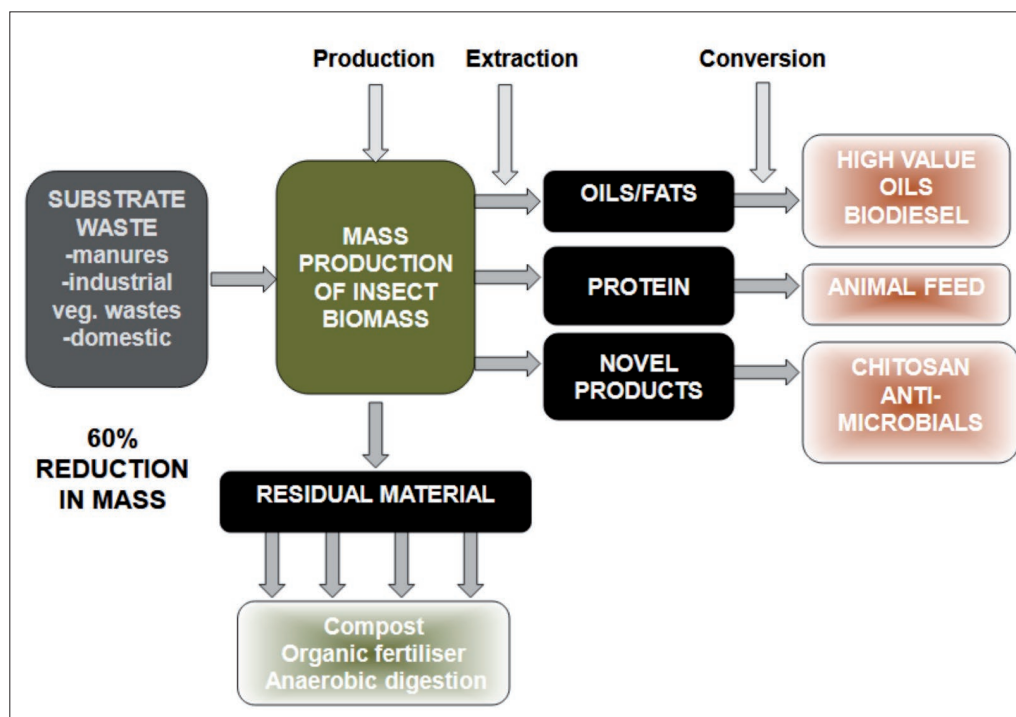 Production
Extraction
Conversion
SUBSTRATE
WASTE
-manures
-industrial
veg. wastes
-domestic
MASS
PRODUCTION
OF INSECT
BIOMASS
OILS/FATS
HIGH VALUE
OILS
BIODIESEL
PROTEIN
ANIMAL FEED
NOVEL
PRODUCTS
CHITOSAN
ANTI-
MICROBIALS
60%
REDUCTION
IN MASS
RESIDUAL MATERIAL
Compost
Organic fertiliser
Anaerobic digestion